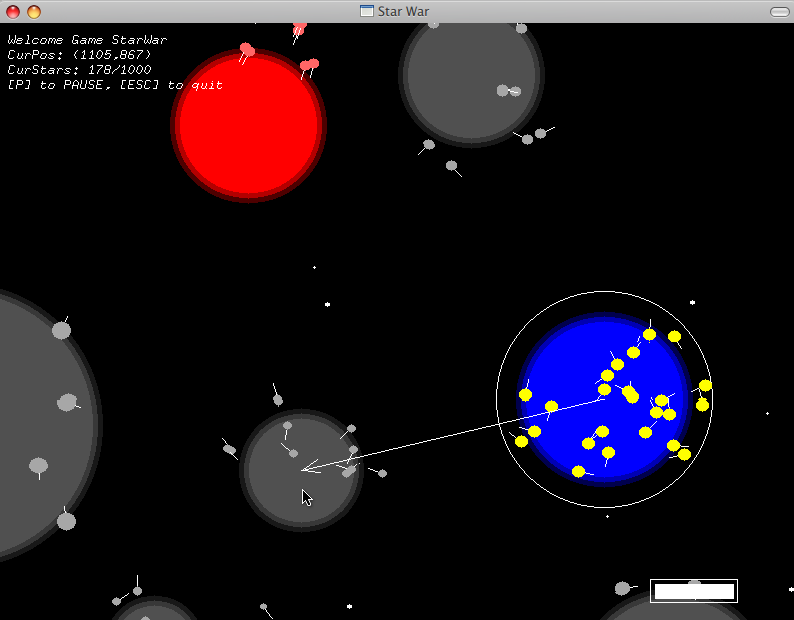 Star War
Welcome Game StarWar
CurPos: (1105,867)
CurStars: 178/1000
[P] to PAUSE, [ESC] to quit